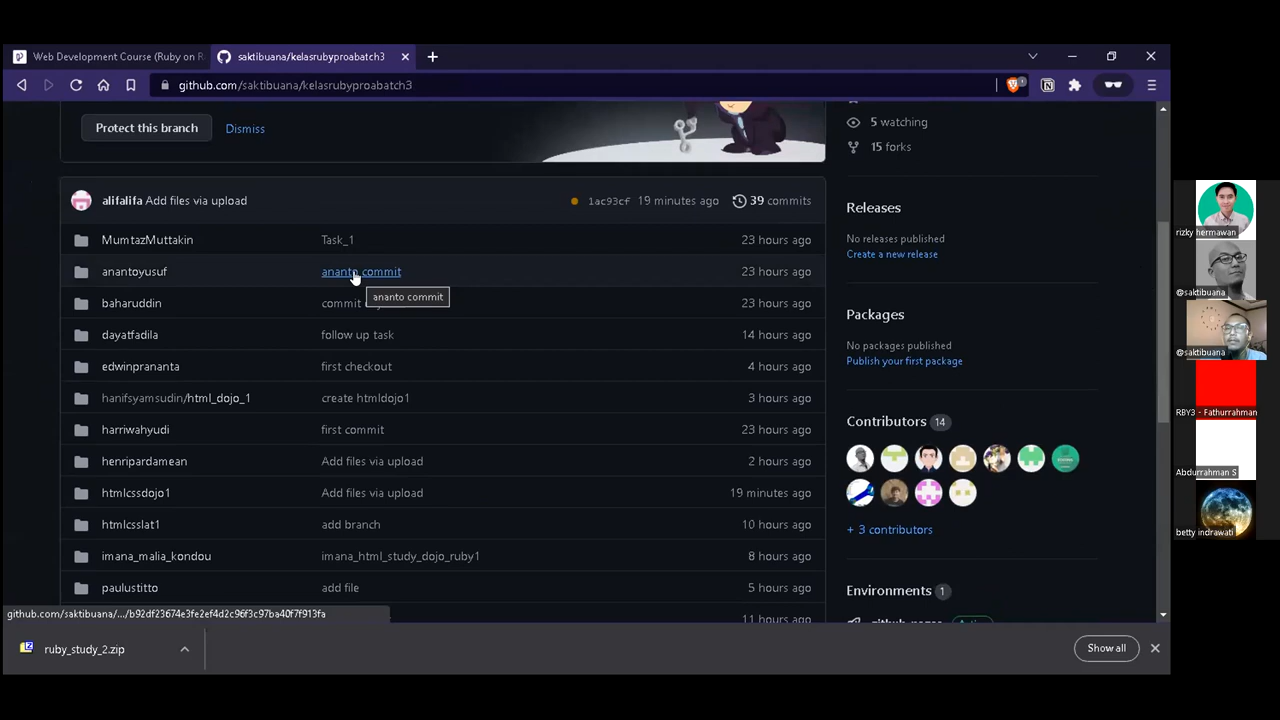 Web Development Course (Ruby on R
saktibuana/kelasrubyproabatch3
github.com/saktibuana/kelasrubyproabatch3
1
Protect this branch
Dismiss
5 watching
15 forks
alifalifa Add files via upload
1ac93cf 19 minutes ago
39 commits
MumtazMuttakin Task_1 23 hours ago
anantoyusuf ananto commit 23 hours ago
ananto commit
baharuddin commit 23 hours ago
dayatfadila follow up task 14 hours ago
edwinprananta first checkout 4 hours ago
hanifsyamsudin/html_dojo_1 create htmldojo1 3 hours ago
harriwahyudi first commit 23 hours ago
henripardamean Add files via upload 2 hours ago
htmlcssdojo1 Add files via upload 19 minutes ago
htmlcsslat1 add branch 10 hours ago
imana_malia_kondou imana_html_study_dojo_ruby1 8 hours ago
paulustitto add file 5 hours ago
11 hours ago
Releases
No releases published
Create a new release
Packages
No packages published
Publish your first package
Contributors 14
+ 3 contributors
Environments 1
github.com/saktibuana/.../b92df23674e3fe2ef4d2c96f3c97ba40f7f913fa
ruby_study_2.zip
Show all
rizky hermawan
@saktibuana
@saktibuana
RBY3 - Fathurrahman
Abdurrahman S
betty indrawati